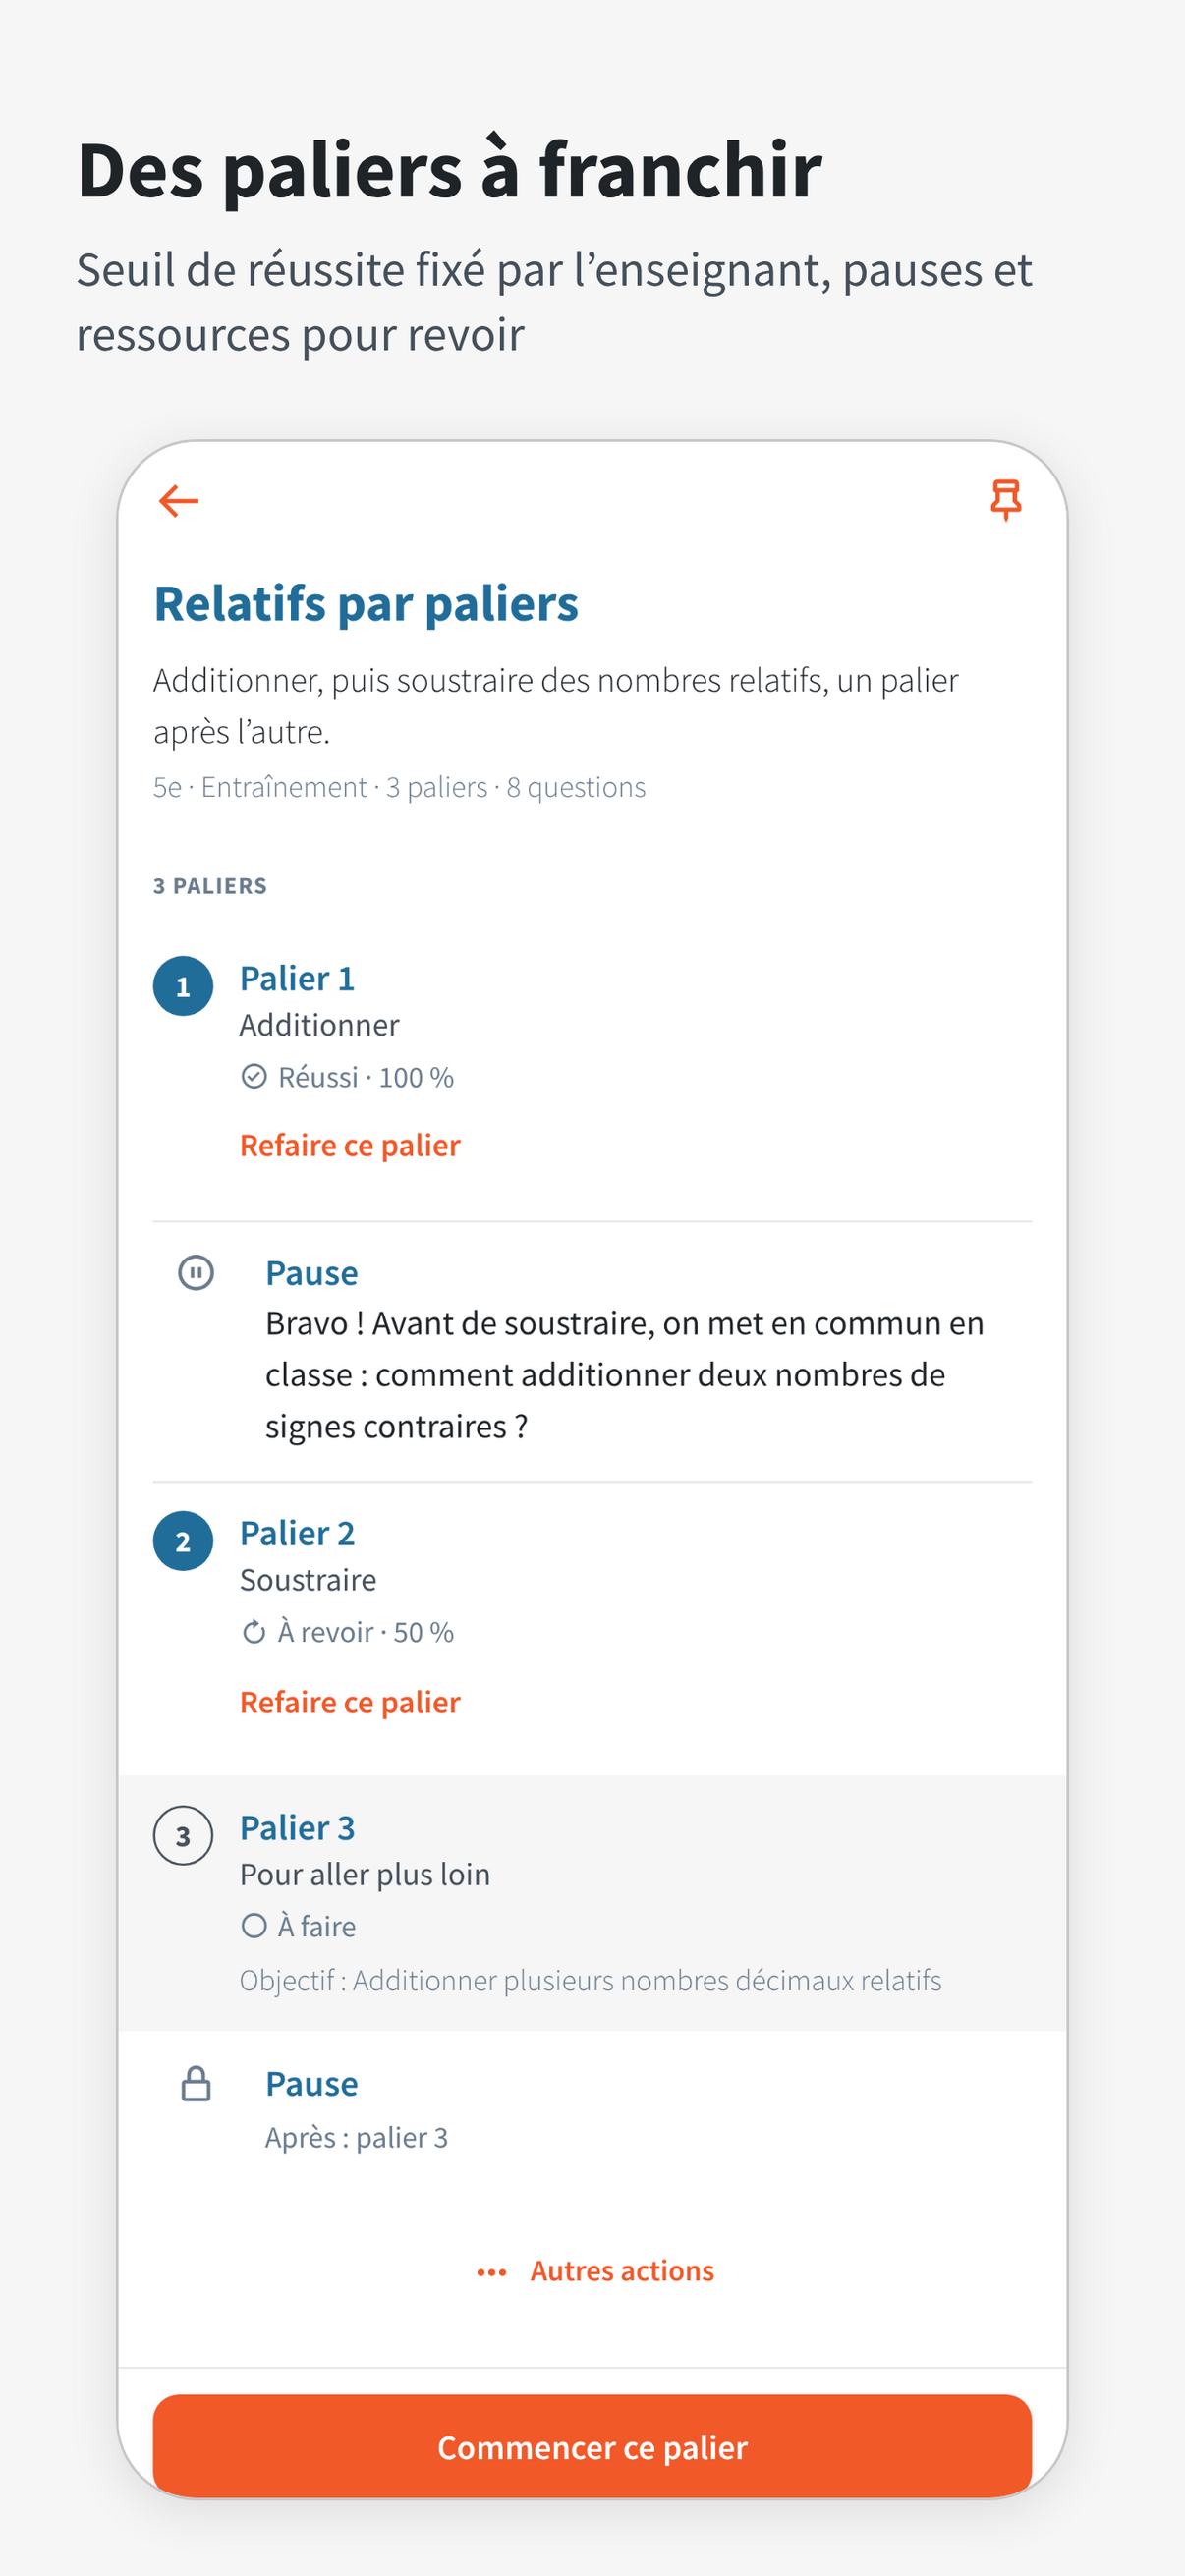 Des paliers à franchir
Seuil de réussite fixé par l’enseignant, pauses et
ressources pour revoir
Relatifs par paliers
Additionner, puis soustraire des nombres relatifs, un palier
après l’autre.
5e · Entraînement · 3 paliers · 8 questions
3 PALIERS
1
Palier 1
Additionner
Réussi · 100 %
Refaire ce palier
Pause
Bravo ! Avant de soustraire, on met en commun en
classe : comment additionner deux nombres de
signes contraires ?
2
Palier 2
Soustraire
À revoir · 50 %
Refaire ce palier
3
Palier 3
Pour aller plus loin
À faire
Objectif : Additionner plusieurs nombres décimaux relatifs
Pause
Après : palier 3
Autres actions
Commencer ce palier